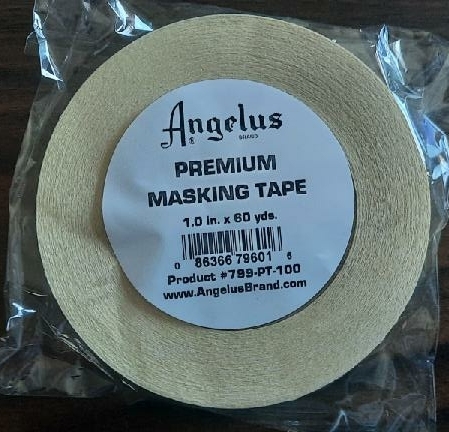 Angelus
BRAND
PREMIUM
MASKING TAPE
1.0 in. x 60 yds.
0 86366 79601 6
Product #799-PT-100
www.AngelusBrand.com